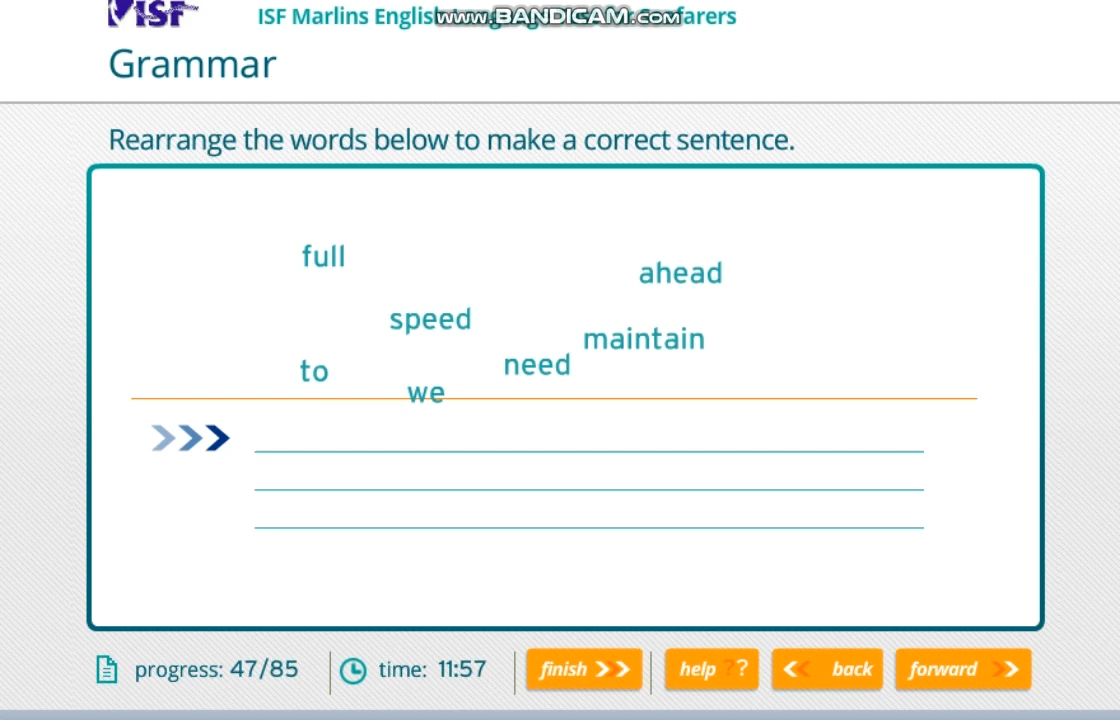 ISF
ISF Marlins English
www.BANDICAM.com
farers
Grammar
Rearrange the words below to make a correct sentence.
full
ahead
speed
maintain
need
to
we
progress: 47/85
time: 11:57
finish
help ??
back
forward